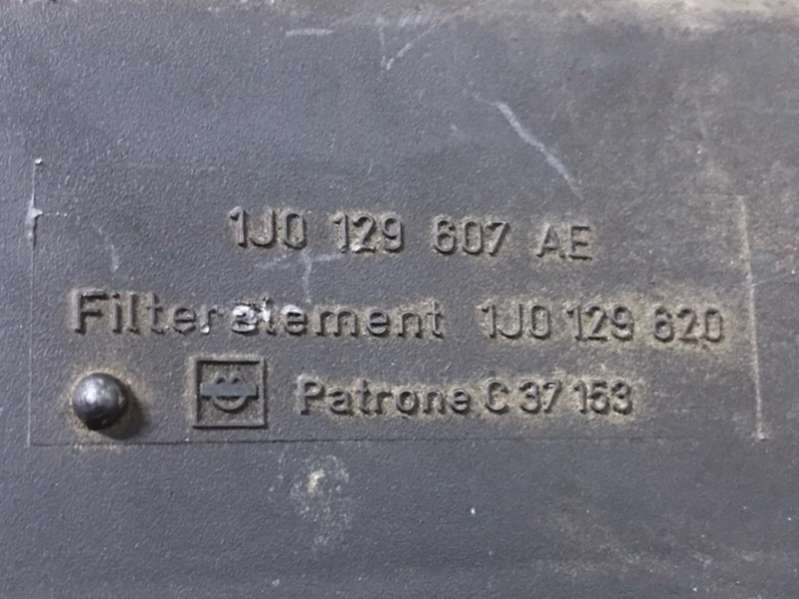 1J0 129 607 AE
Filterelement 1J0 129 620
Patrone C 37 153